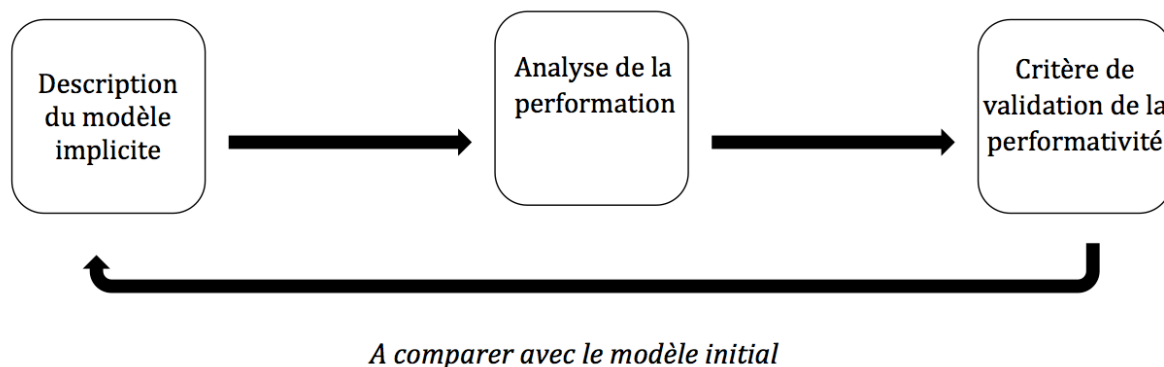 Description
du modèle
implicite
Analyse de la
performation
Critère de
validation de la
performativité
A comparer avec le modèle initial